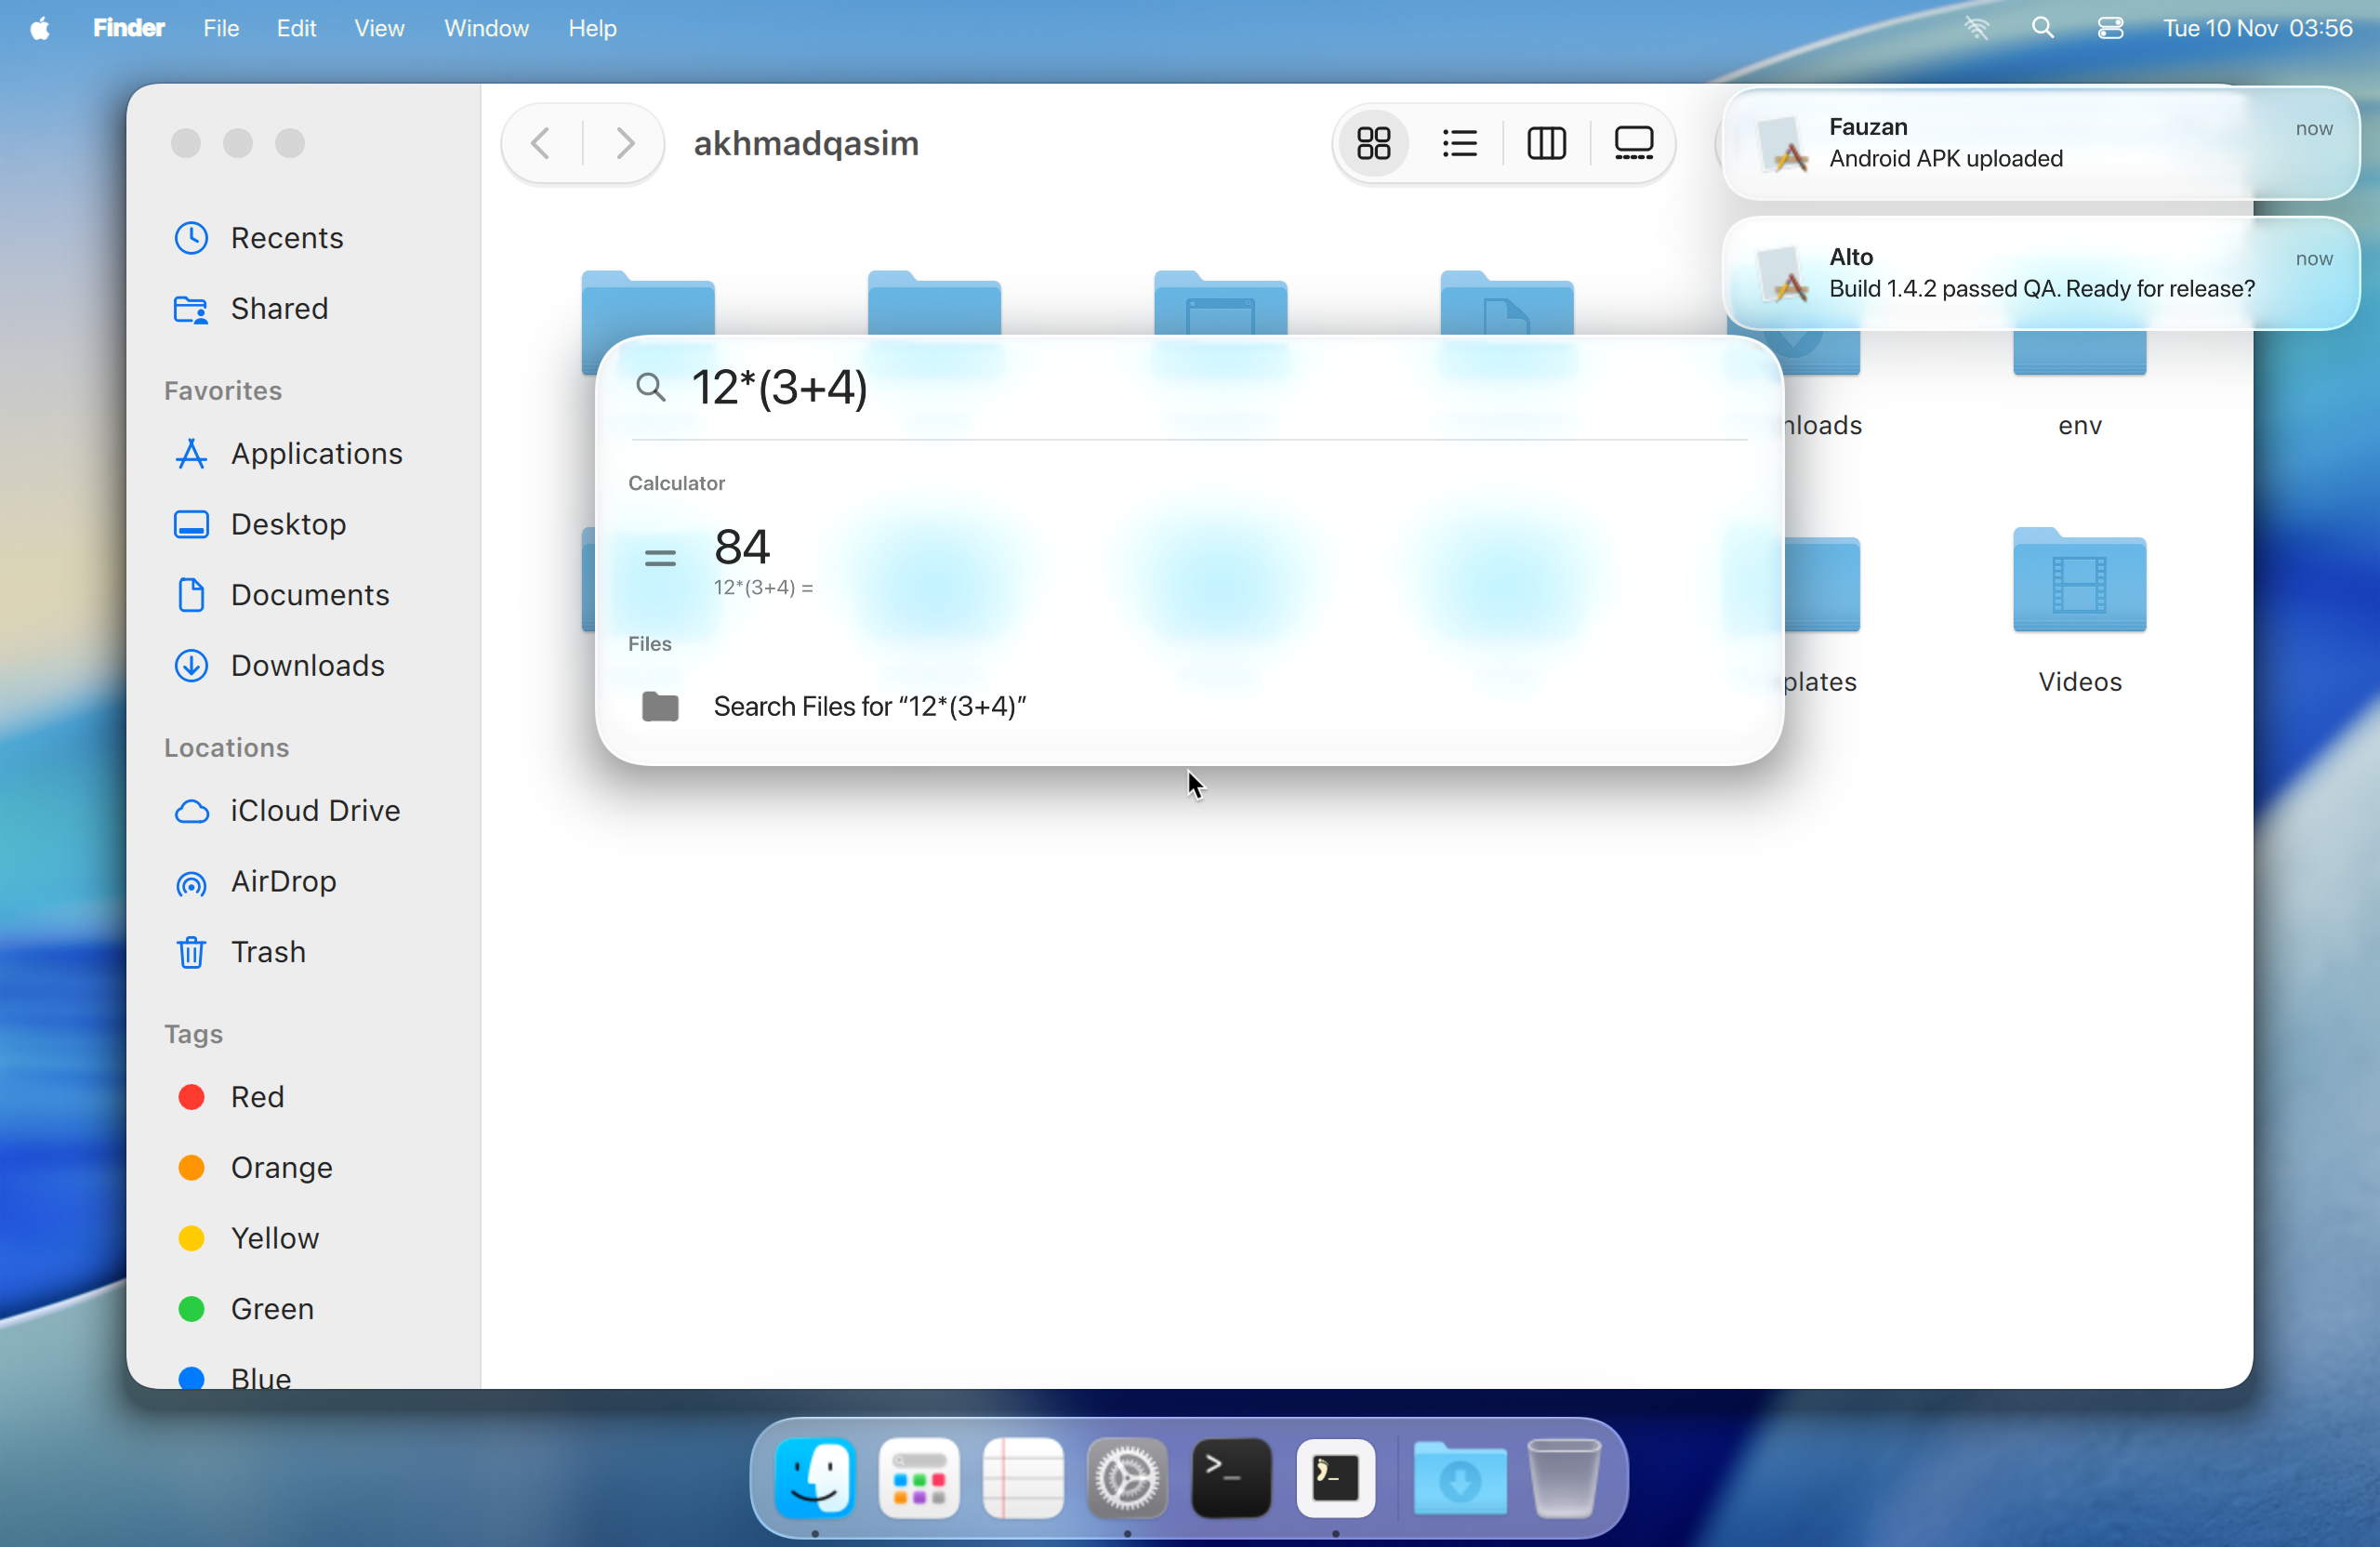 Finder File Edit View Window Help Tue 10 Nov 03:56
akhmadqasim
Fauzan now
Android APK uploaded
Alto now
Build 1.4.2 passed QA. Ready for release?
Recents
Shared
Favorites
Applications
Desktop
Documents
Downloads
Locations
iCloud Drive
AirDrop
Trash
Tags
Red
Orange
Yellow
Green
Blue
12*(3+4)
Calculator
84
12*(3+4) =
Files
Search Files for “12*(3+4)”
env
Videos